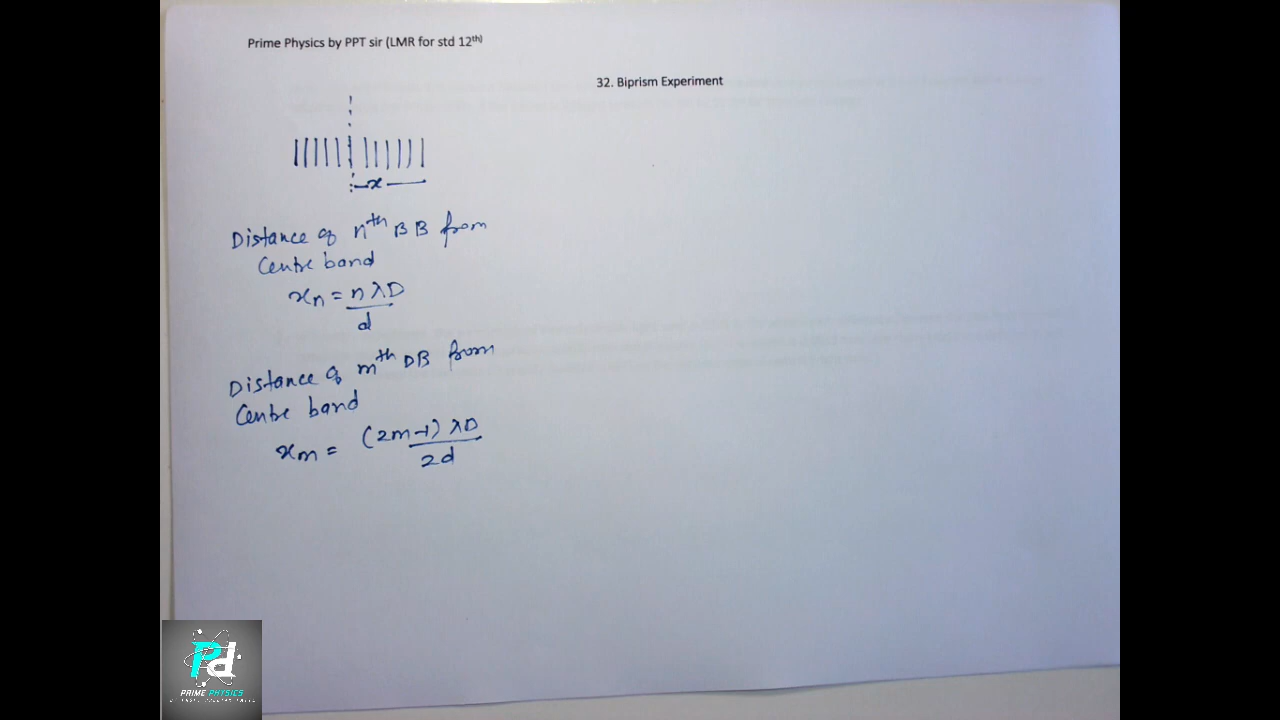 Prime Physics by PPT sir (LMR for std 12th)
32. Biprism Experiment
x
Distance of nth BB from
Centre band
xn = nλD
d
Distance of mth DB from
Centre band
xm = (2m-1) λD
2d
Pd
PRIME PHYSICS